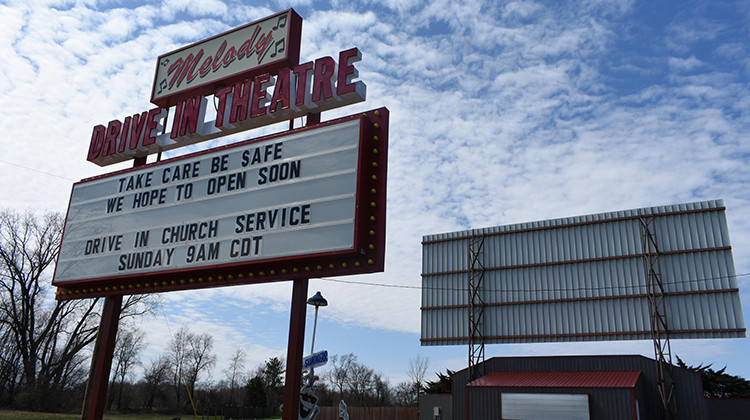 Melody
DRIVE IN THEATRE
TAKE CARE BE SAFE
WE HOPE TO OPEN SOON
DRIVE IN CHURCH SERVICE
SUNDAY 9AM CDT